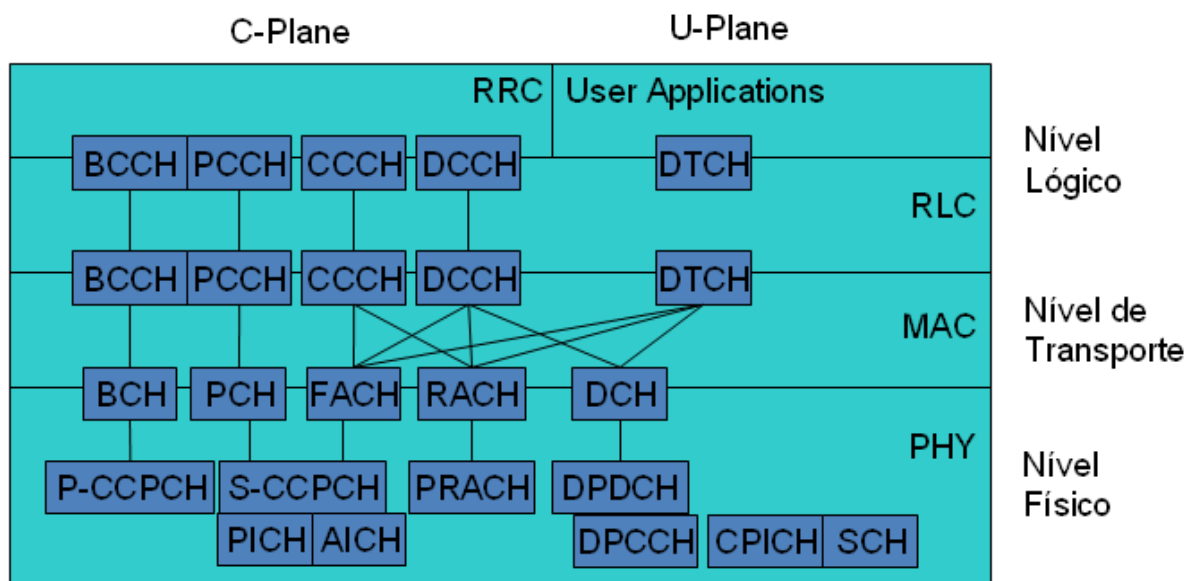 C-Plane U-Plane
RRC User Applications
BCCH PCCH CCCH DCCH DTCH
Nível
Lógico
RLC
BCCH PCCH CCCH DCCH DTCH
MAC
Nível de
Transporte
BCH PCH FACH RACH DCH
PHY
P-CCPCH S-CCPCH PRACH DPDCH
Nível
Físico
PICH AICH DPCCH CPICH SCH